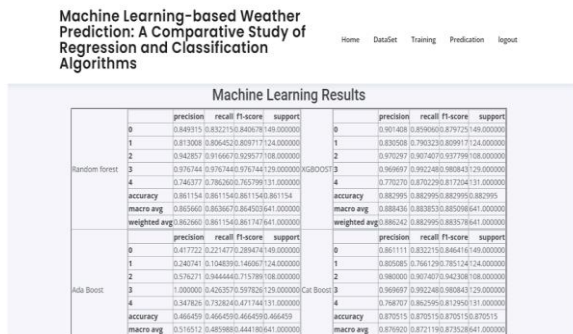 Machine Learning-based Weather
Prediction: A Comparative Study of
Regression and Classification
Algorithms
Home DataSet Training Predication logout
Machine Learning Results
precision recall f1-score support
0 0.849315 0.832215 0.840678 149.000000
1 0.813008 0.806452 0.809717 124.000000
2 0.942857 0.916667 0.929577 108.000000
Random forest 3 0.976744 0.976744 0.976744 129.000000
4 0.746377 0.786260 0.765799 131.000000
accuracy 0.861154 0.861154 0.861154 0.861154
macro avg 0.865660 0.863667 0.864503 641.000000
weighted avg 0.862660 0.861154 0.861747 641.000000
precision recall f1-score support
0 0.901408 0.859060 0.879725 149.000000
1 0.830508 0.790323 0.809917 124.000000
2 0.970297 0.907407 0.937799 108.000000
XGBOOST 3 0.969697 0.992248 0.980843 129.000000
4 0.770270 0.870229 0.817204 131.000000
accuracy 0.882995 0.882995 0.882995 0.882995
macro avg 0.888436 0.883853 0.885098 641.000000
weighted avg 0.886242 0.882995 0.883578 641.000000
precision recall f1-score support
0 0.417722 0.221477 0.289474 149.000000
1 0.240741 0.104839 0.146067 124.000000
2 0.576271 0.944444 0.715789 108.000000
Ada Boost 3 1.000000 0.426357 0.597826 129.000000
4 0.347826 0.732824 0.471744 131.000000
accuracy 0.466459 0.466459 0.466459 0.466459
macro avg 0.516512 0.485988 0.444180 641.000000
precision recall f1-score support
0 0.861111 0.832215 0.846416 149.000000
1 0.805085 0.766129 0.785124 124.000000
2 0.980000 0.907407 0.942308 108.000000
Cat Boost 3 0.969697 0.992248 0.980843 129.000000
4 0.768707 0.862595 0.812950 131.000000
accuracy 0.870515 0.870515 0.870515 0.870515
macro avg 0.876920 0.872119 0.873528 641.000000